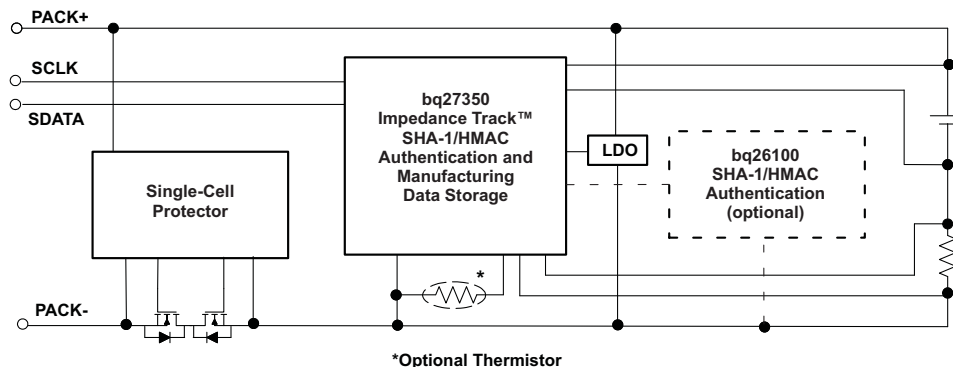 PACK+
SCLK
SDATA
bq27350
Impedance Track™
SHA-1/HMAC
Authentication and
Manufacturing
Data Storage
LDO
bq26100
SHA-1/HMAC
Authentication
(optional)
Single-Cell
Protector
*
PACK-
*Optional Thermistor